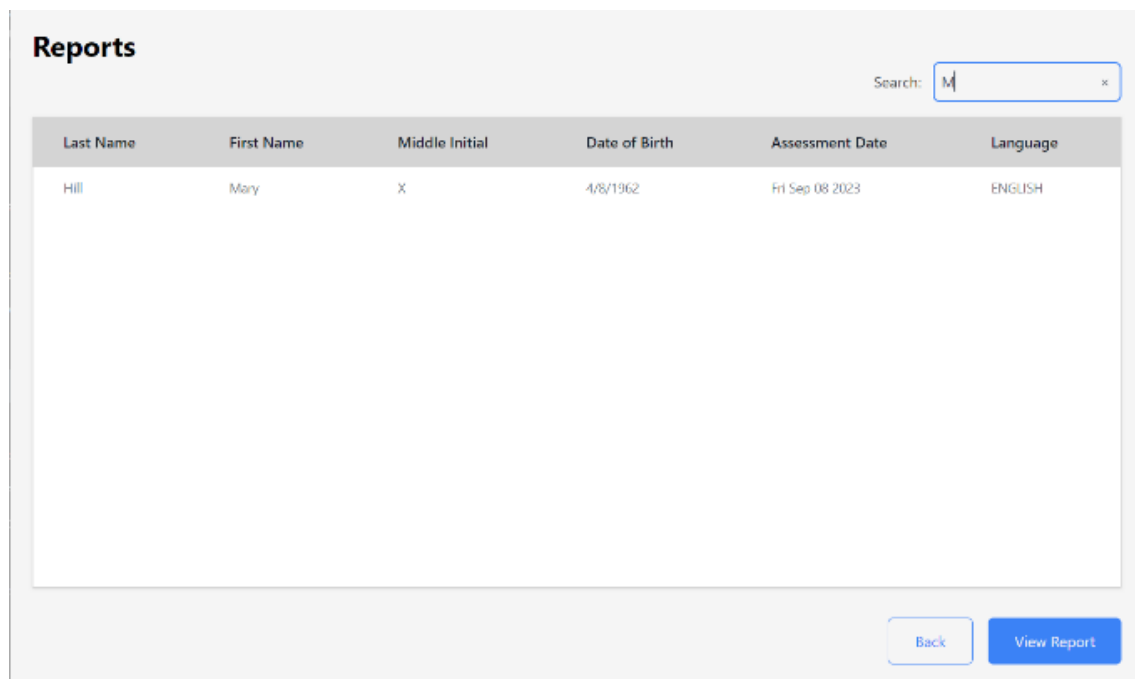 Reports
Search: M ×
Last Name First Name Middle Initial Date of Birth Assessment Date Language
Hill Mary X 4/8/1962 Fri Sep 08 2023 ENGLISH
Back View Report